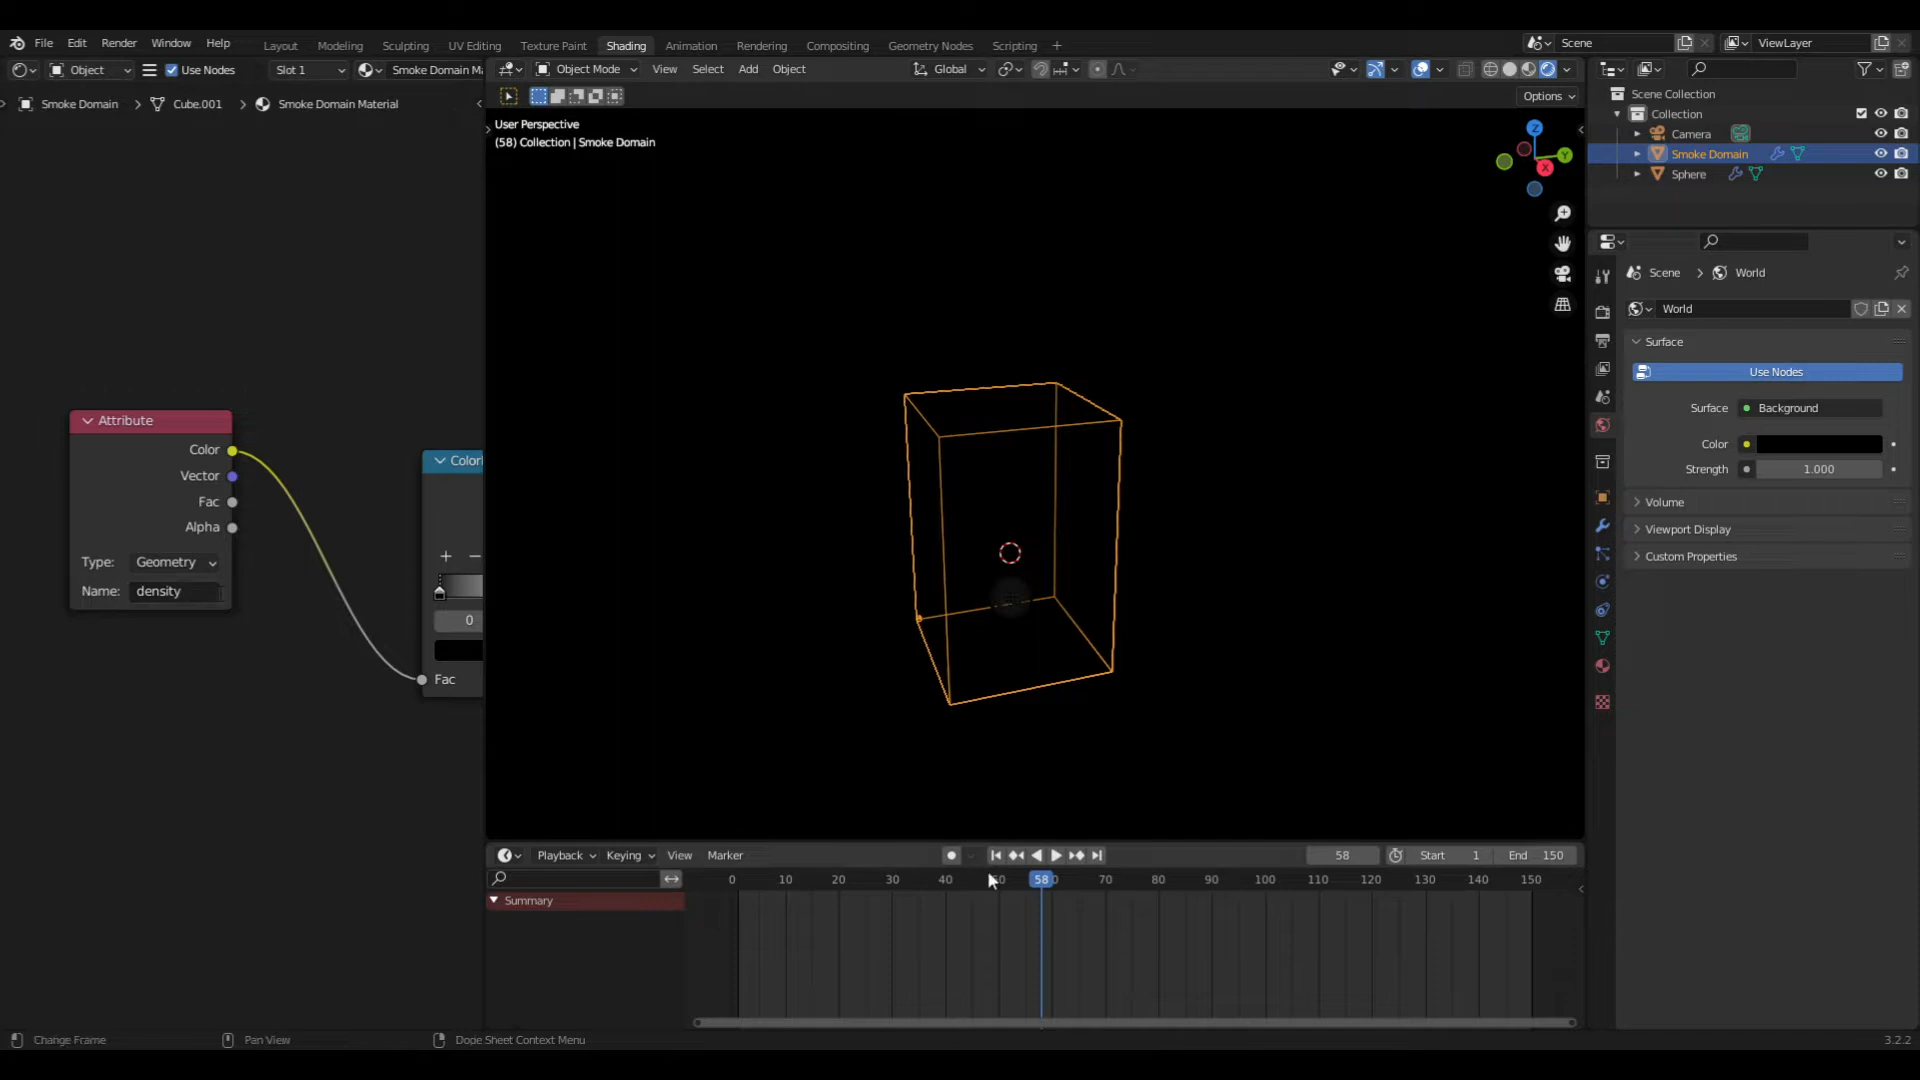 File Edit Render Window Help
Layout Modeling Sculpting UV Editing Texture Paint Shading Animation Rendering Compositing Geometry Nodes Scripting +
Scene
ViewLayer
Object
Use Nodes
Slot 1
Smoke Domain Ma
Object Mode View Select Add Object
Global
Options
Smoke Domain > Cube.001 > Smoke Domain Material
User Perspective
(58) Collection | Smoke Domain
Z
Y
X
Scene Collection
Collection
Camera
Smoke Domain
Sphere
Scene > World
World
Surface
Use Nodes
Surface Background
Color
Strength 1.000
Volume
Viewport Display
Custom Properties
Attribute
Color
Vector
Fac
Alpha
Type: Geometry
Name: density
Color
0
Fac
Playback Keying View Marker
58
Start 1
End 150
0 10 20 30 40 58 70 80 90 100 110 120 130 140 150
Summary
Change Frame
Pan View
Dope Sheet Context Menu
3.2.2